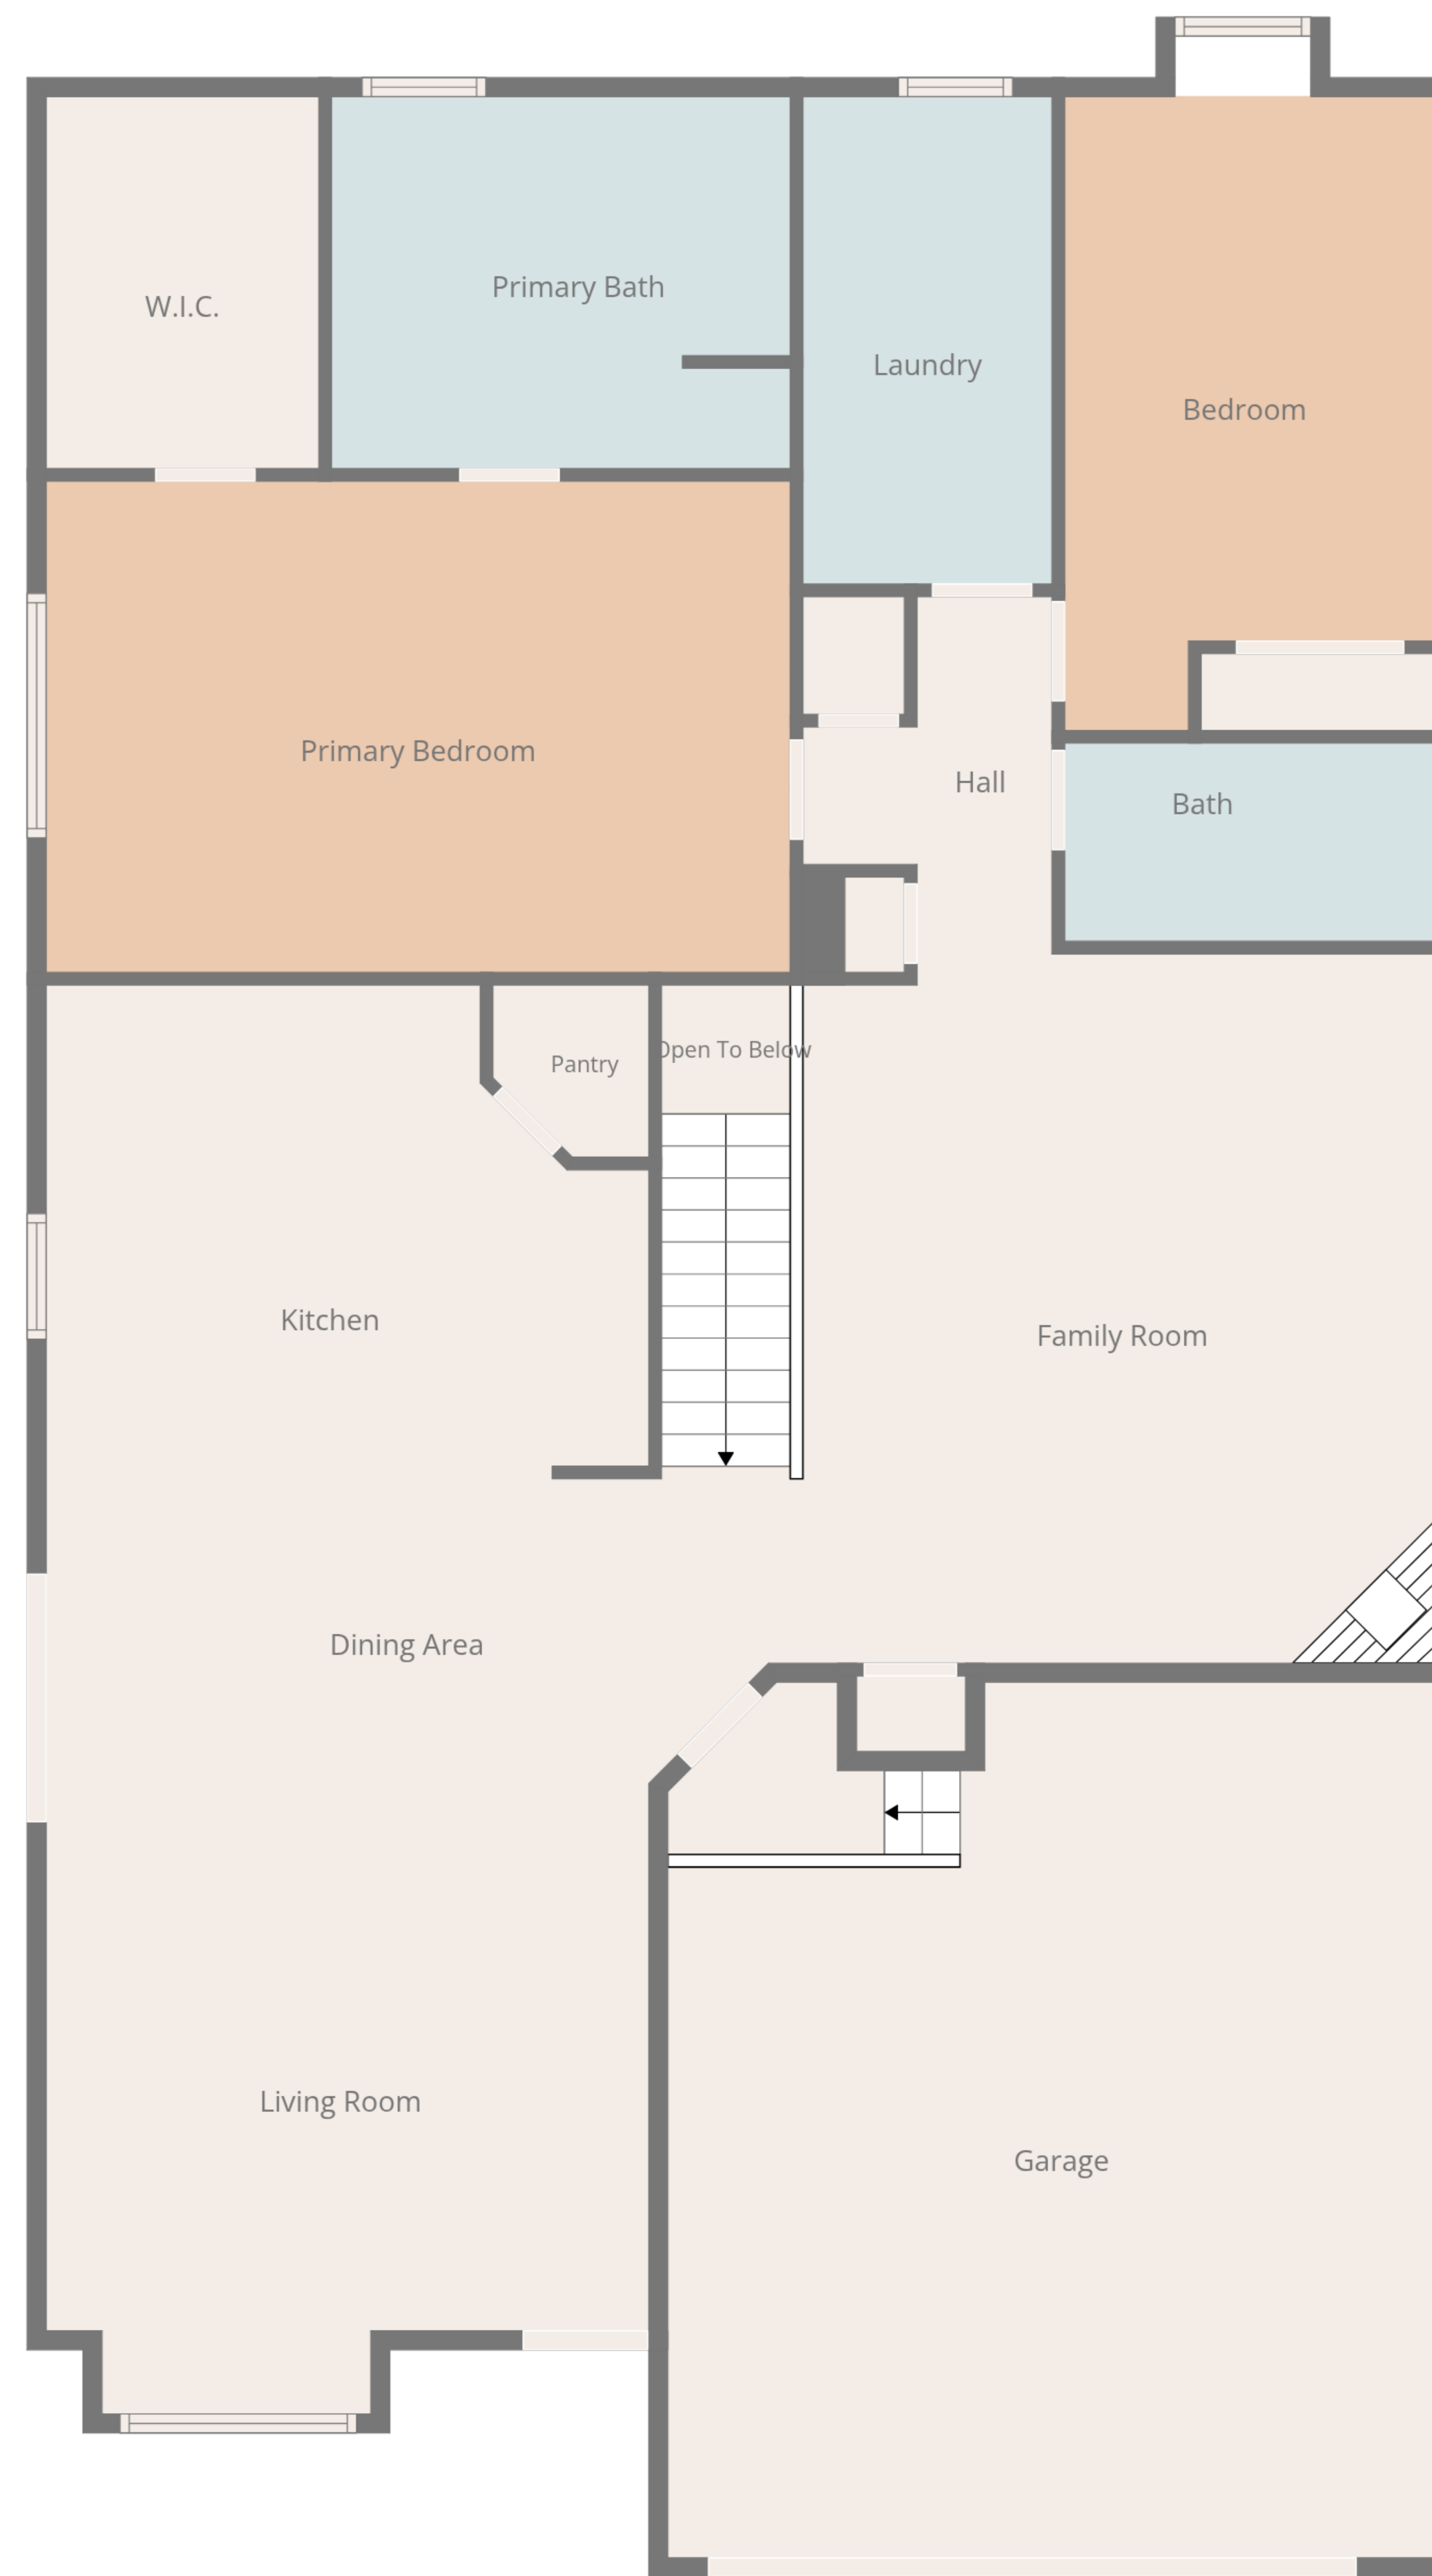 W.I.C.
Primary Bath
Laundry
Bedroom
Primary Bedroom
Hall
Bath
Pantry
Open To Below
Kitchen
Family Room
Dining Area
Living Room
Garage